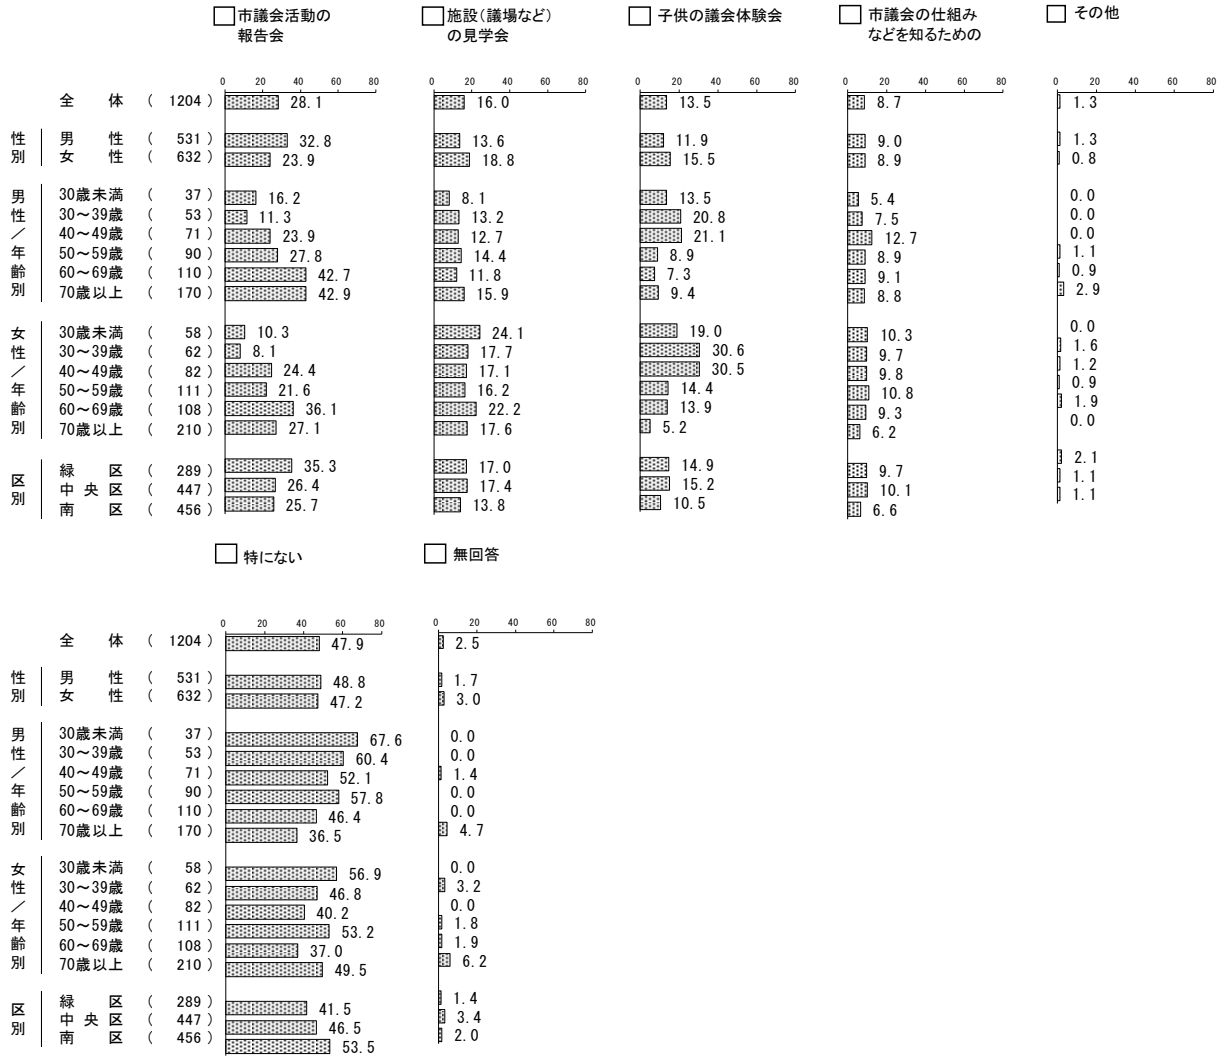 市議会活動の
報告会
施設（議場など）
の見学会
子供の議会体験会
市議会の仕組み
などを知るための
その他
0 20 40 60 80 0 20 40 60 80 0 20 40 60 80 0 20 40 60 80 0 20 40 60 80
全 体 （ 1204 ） 28.1 16.0 13.5 8.7 1.3
性別
男 性 （ 531 ） 32.8 13.6 11.9 9.0 1.3
女 性 （ 632 ） 23.9 18.8 15.5 8.9 0.8
男性／年齢別
30歳未満 （ 37 ） 16.2 8.1 13.5 5.4 0.0
30～39歳 （ 53 ） 11.3 13.2 20.8 7.5 0.0
40～49歳 （ 71 ） 23.9 12.7 21.1 12.7 0.0
50～59歳 （ 90 ） 27.8 14.4 8.9 8.9 1.1
60～69歳 （ 110 ） 42.7 11.8 7.3 9.1 0.9
70歳以上 （ 170 ） 42.9 15.9 9.4 8.8 2.9
女性／年齢別
30歳未満 （ 58 ） 10.3 24.1 19.0 10.3 0.0
30～39歳 （ 62 ） 8.1 17.7 30.6 9.7 1.6
40～49歳 （ 82 ） 24.4 17.1 30.5 9.8 1.2
50～59歳 （ 111 ） 21.6 16.2 14.4 10.8 0.9
60～69歳 （ 108 ） 36.1 22.2 13.9 9.3 1.9
70歳以上 （ 210 ） 27.1 17.6 5.2 6.2 0.0
区別
緑 区 （ 289 ） 35.3 17.0 14.9 9.7 2.1
中 央 区 （ 447 ） 26.4 17.4 15.2 10.1 1.1
南 区 （ 456 ） 25.7 13.8 10.5 6.6 1.1
特にない
無回答
0 20 40 60 80 0 20 40 60 80
全 体 （ 1204 ） 47.9 2.5
性別
男 性 （ 531 ） 48.8 1.7
女 性 （ 632 ） 47.2 3.0
男性／年齢別
30歳未満 （ 37 ） 67.6 0.0
30～39歳 （ 53 ） 60.4 0.0
40～49歳 （ 71 ） 52.1 1.4
50～59歳 （ 90 ） 57.8 0.0
60～69歳 （ 110 ） 46.4 0.0
70歳以上 （ 170 ） 36.5 4.7
女性／年齢別
30歳未満 （ 58 ） 56.9 0.0
30～39歳 （ 62 ） 46.8 3.2
40～49歳 （ 82 ） 40.2 0.0
50～59歳 （ 111 ） 53.2 1.8
60～69歳 （ 108 ） 37.0 1.9
70歳以上 （ 210 ） 49.5 6.2
区別
緑 区 （ 289 ） 41.5 1.4
中 央 区 （ 447 ） 46.5 3.4
南 区 （ 456 ） 53.5 2.0